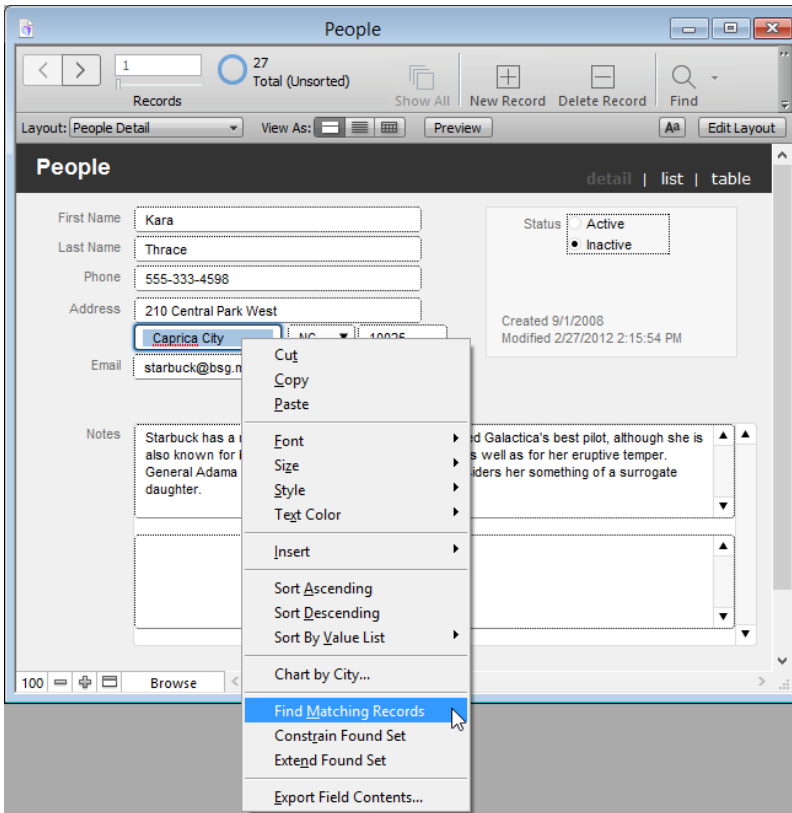 People
1
27
Total (Unsorted)
Records
Show All
New Record
Delete Record
Find
Layout: People Detail
View As:
Preview
Aa
Edit Layout
People
detail | list | table
First Name
Kara
Last Name
Thrace
Phone
555-333-4598
Address
210 Central Park West
Caprica City
Email
starbuck@bsg.
Status
Active
Inactive
Created 9/1/2008
Modified 2/27/2012 2:15:54 PM
Notes
Starbuck has a
ed Galactica's best pilot, although she is
also known for
s well as for her eruptive temper.
General Adama
siders her something of a surrogate
daughter.
Cut
Copy
Paste
Font
Size
Style
Text Color
Insert
Sort Ascending
Sort Descending
Sort By Value List
Chart by City...
Find Matching Records
Constrain Found Set
Extend Found Set
Export Field Contents...
100
Browse